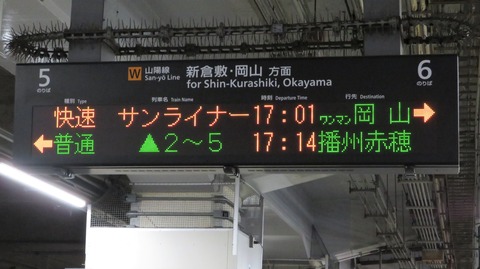 5
のりば
W 山陽線 新倉敷・岡山 方面
San-yō Line for Shin-Kurashiki, Okayama
6
のりば
種別 Type 列車名 Train Name 時刻 Departure Time 行先 Destination
快速 サンライナー 17:01 ワンマン 岡山 →
← 普通 ▲2~5 17:14 播州赤穂